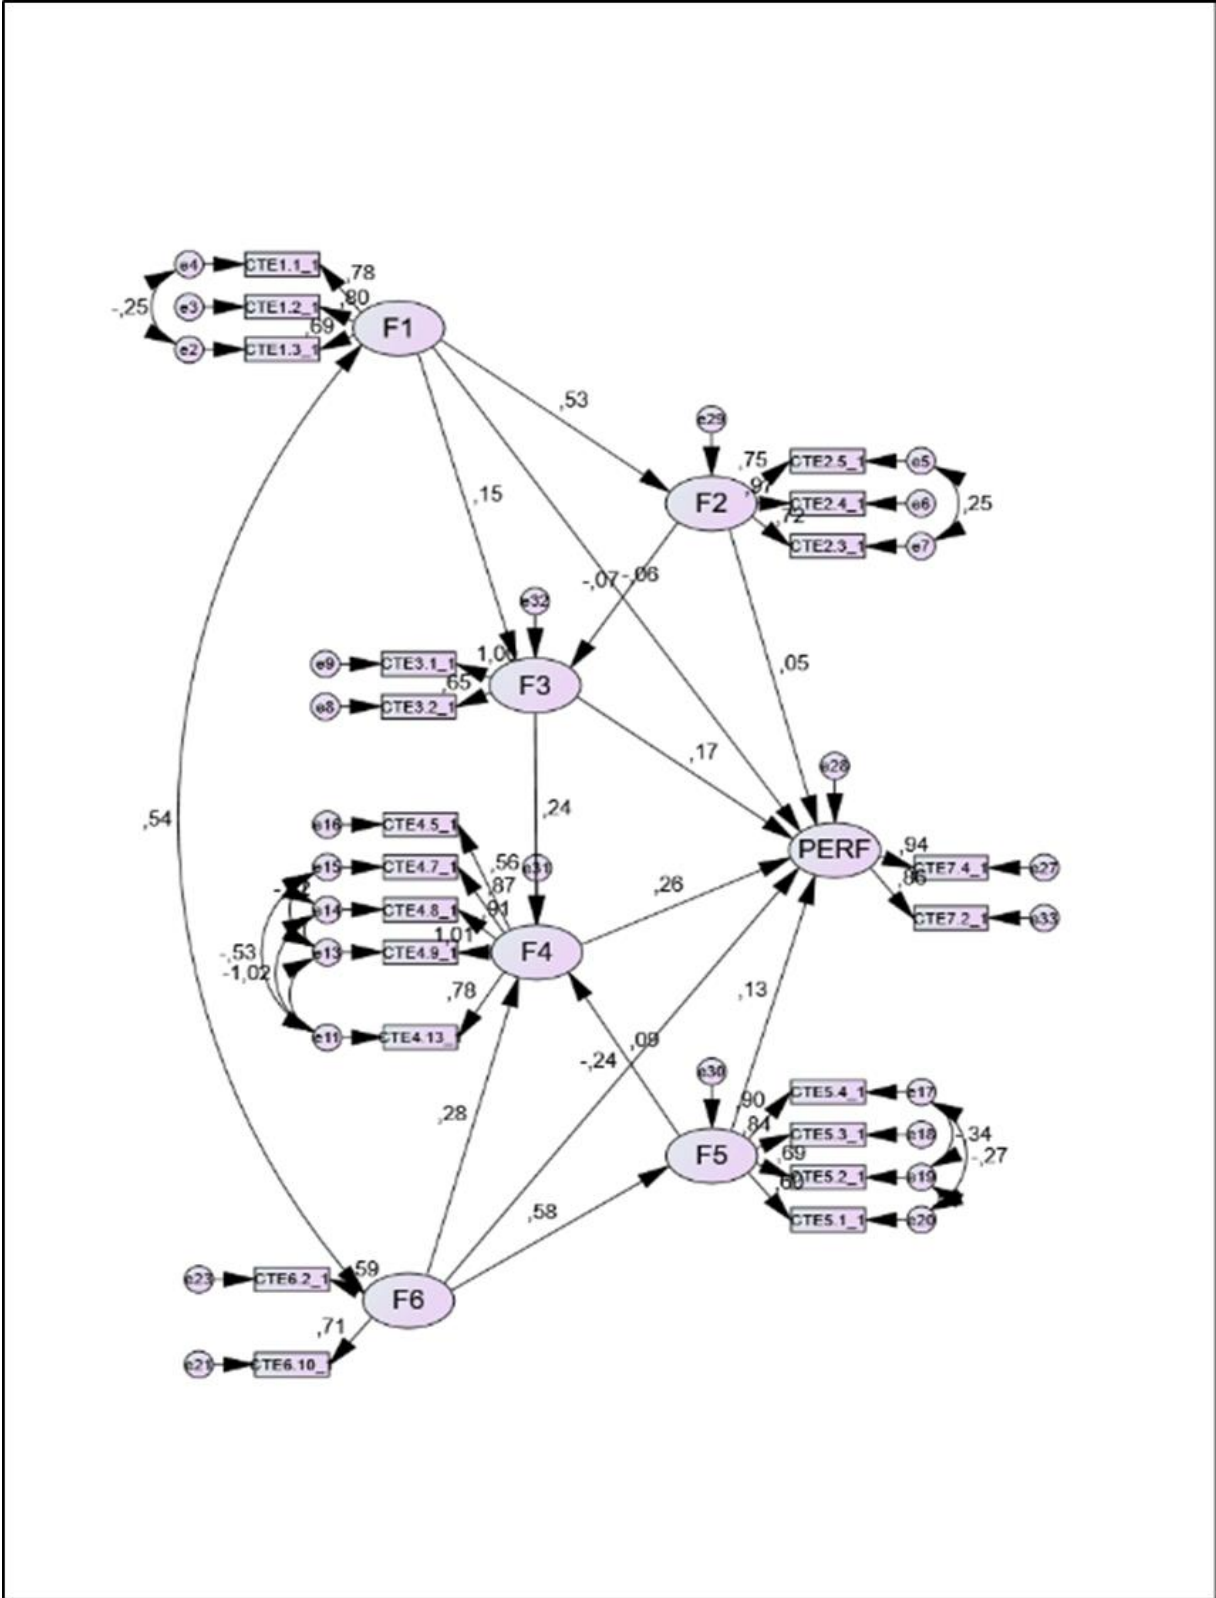 e4
CTE1.1_1
,78
-,25
e3
CTE1.2_1
,80
F1
,69
e2
CTE1.3_1
,53
e29
,75
CTE2.5_1
e5
,97
F2
CTE2.4_1
e6
,25
,15
,72
CTE2.3_1
e7
-,07
-,06
e32
1,00
e9
CTE3.1_1
,65
F3
,05
e8
CTE3.2_1
,17
e28
,24
,54
e16
CTE4.5_1
PERF
,94
,56
e31
e15
CTE4.7_1
CTE7.4_1
e27
,87
,26
,86
e14
CTE4.8_1
,91
CTE7.2_1
e33
1,01
-,53
e13
CTE4.9_1
F4
-1,02
,78
,13
e11
CTE4.13_
,09
-,24
e30
,90
CTE5.4_1
e17
,28
,84
CTE5.3_1
e18
-,34
F5
,69
-,27
CTE5.2_1
e19
,60
,58
CTE5.1_1
e20
,59
e23
CTE6.2_1
F6
,71
e21
CTE6.10_